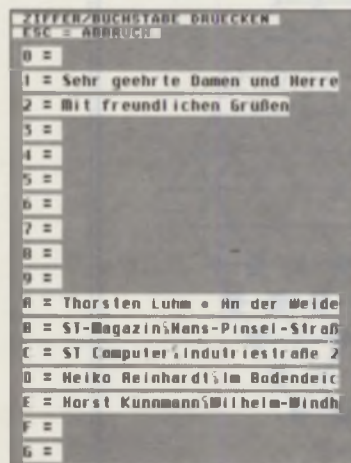 ZIFFER/BUCHSTABE DRUECKEN
ESC = ABBRUCH
0 =
1 = Sehr geehrte Damen und Herre
2 = Mit freundlichen Grüßen
3 =
4 =
5 =
6 =
7 =
8 =
9 =
A = Thorsten Luhm • An der Weide
B = ST-Magazin Hans-Pinsel-Straß
C = ST Computer Industriestraße 2
D = Heiko Reinhardt Im Bodendeic
E = Horst Kunnmann Wilhelm-Windh
F =
G =